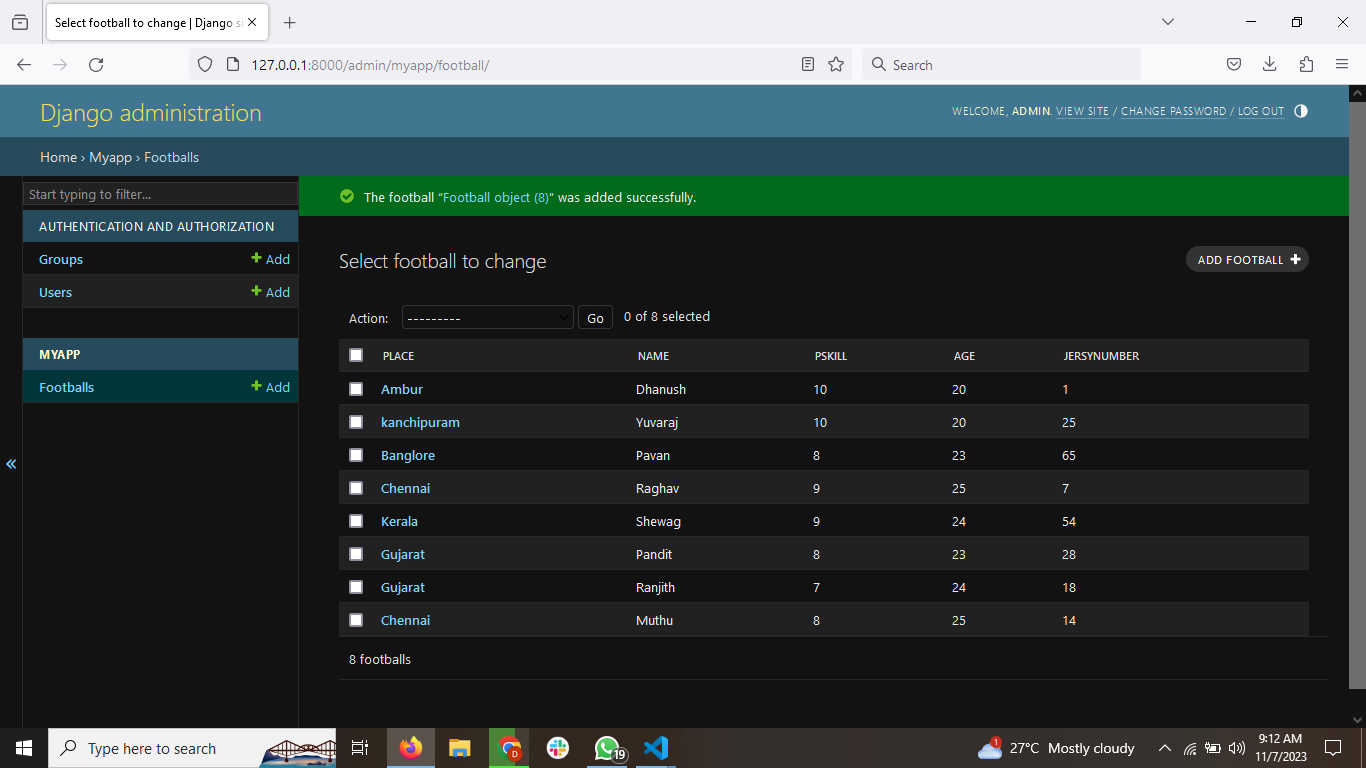 Select football to change | Django si
127.0.0.1:8000/admin/myapp/football/
Search
Django administration
WELCOME, ADMIN. VIEW SITE / CHANGE PASSWORD / LOG OUT
Home › Myapp › Footballs
Start typing to filter...
The football “Football object (8)” was added successfully.
AUTHENTICATION AND AUTHORIZATION
Groups + Add
Users + Add
MYAPP
Footballs + Add
«
Select football to change
ADD FOOTBALL +
Action: --------- Go 0 of 8 selected
PLACE NAME PSKILL AGE JERSYNUMBER
Ambur Dhanush 10 20 1
kanchipuram Yuvaraj 10 20 25
Banglore Pavan 8 23 65
Chennai Raghav 9 25 7
Kerala Shewag 9 24 54
Gujarat Pandit 8 23 28
Gujarat Ranjith 7 24 18
Chennai Muthu 8 25 14
8 footballs
Type here to search
D
19
1
27°C Mostly cloudy
9:12 AM
11/7/2023